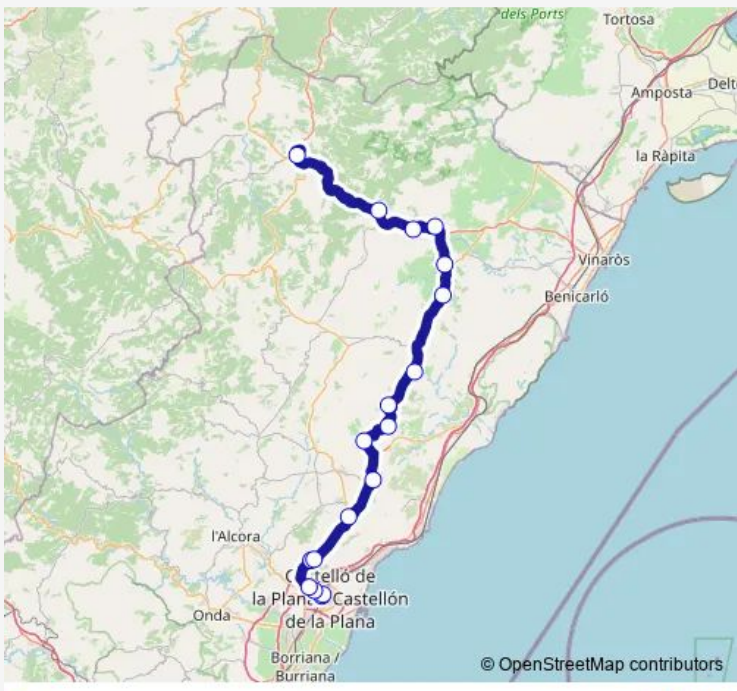 dels Ports
Tortosa
Amposta
Delt
la Ràpita
Vinaròs
Benicarló
l'Alcora
Castelló de
la Plana Castellón
de la Plana
Onda
Borriana /
Burriana
© OpenStreetMap contributors